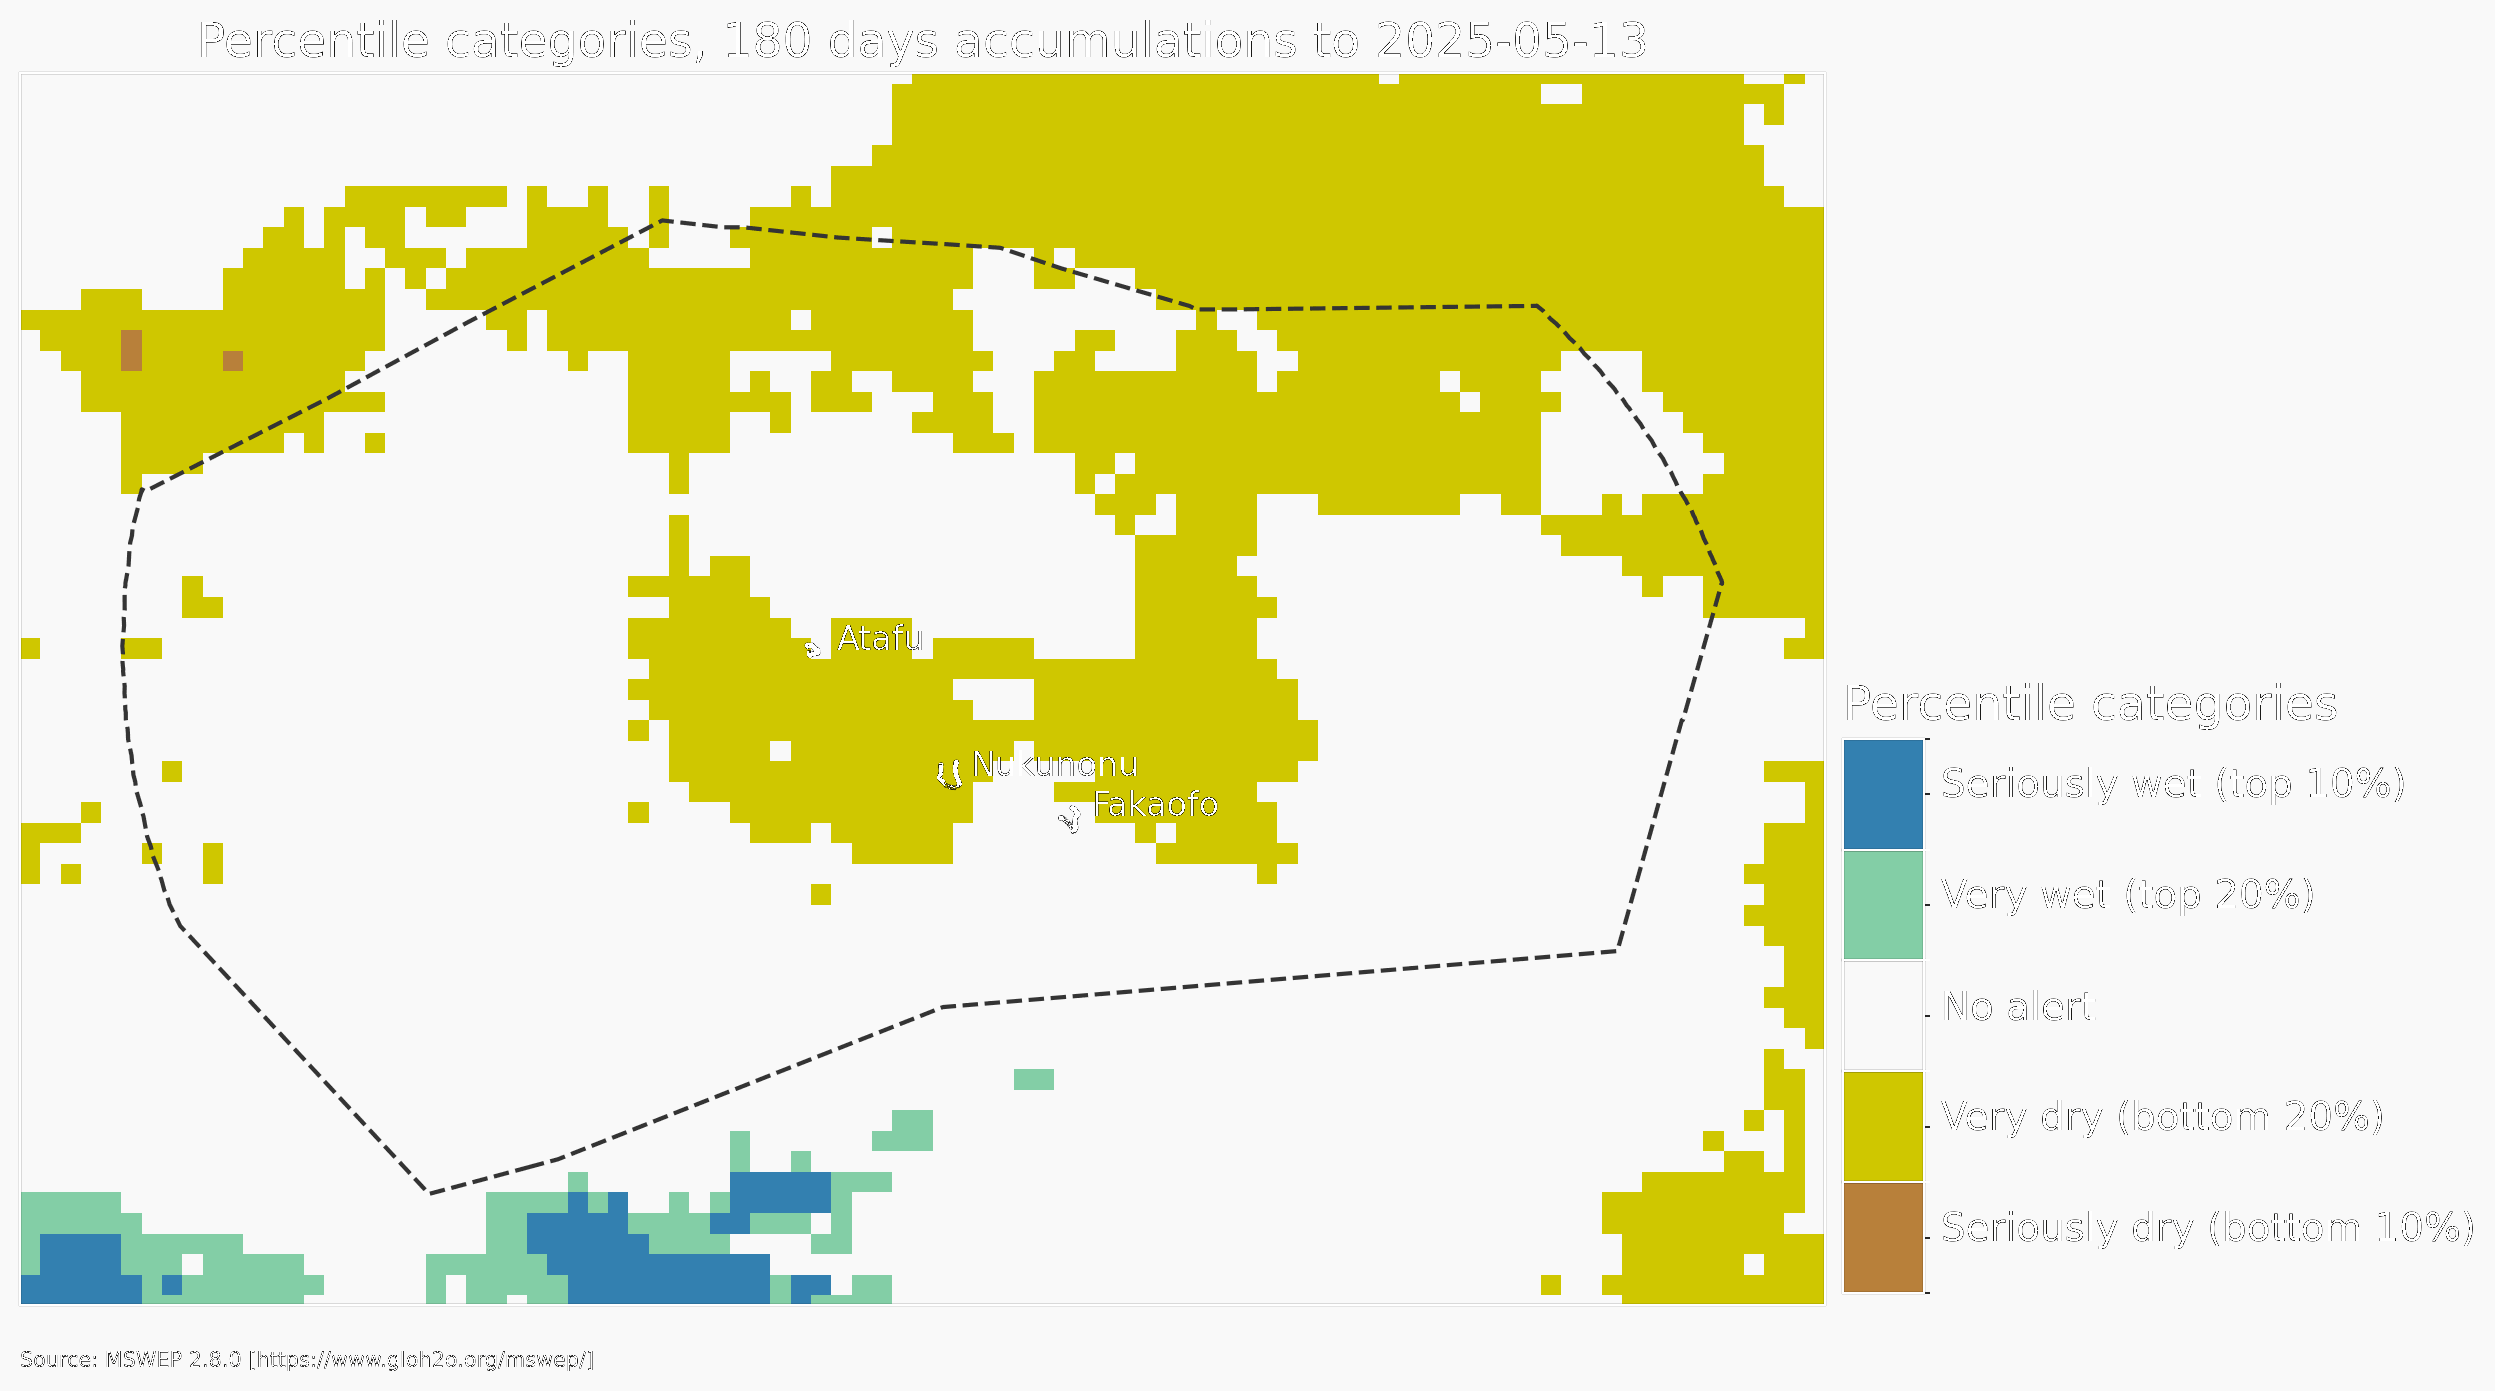 Percentile categories, 180 days accumulations to 2025-05-13
Atafu
Nukunonu
Fakaofo
Percentile categories
Seriously wet (top 10%)
Very wet (top 20%)
No alert
Very dry (bottom 20%)
Seriously dry (bottom 10%)
Source: MSWEP 2.8.0 [https://www.gloh2o.org/mswep/]